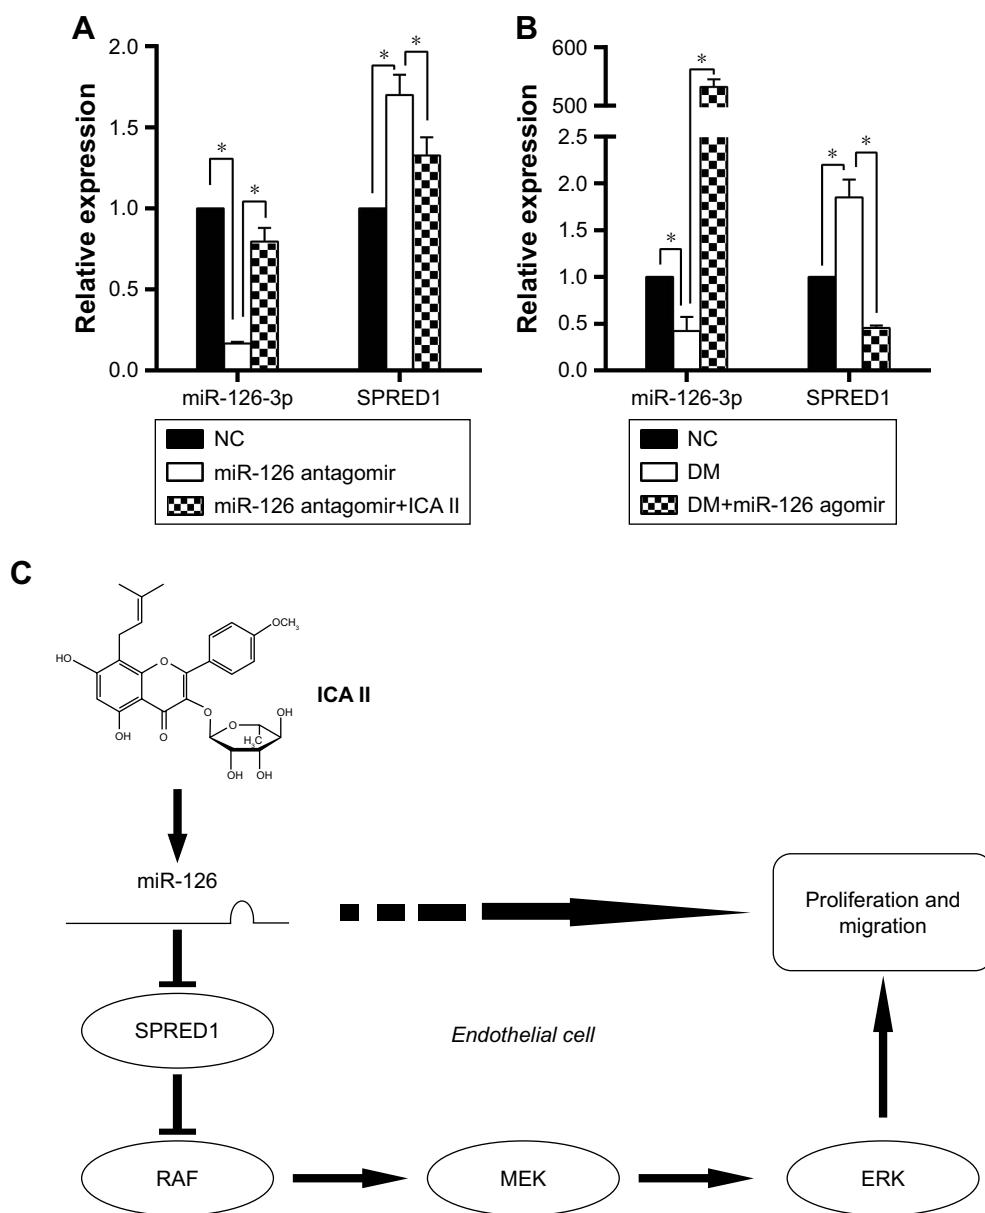 A
Relative expression
2.0
1.5
1.0
0.5
0.0
* * * *
miR-126-3p SPRED1
NC
miR-126 antagomir
miR-126 antagomir+ICA II
B
Relative expression
600
500
2.5
2.0
1.5
1.0
0.5
0.0
* * * *
miR-126-3p SPRED1
NC
DM
DM+miR-126 agomir
C
OCH3
HO
O
O
OH
O
O
OH
H3C
OH
OH
ICA II
miR-126
Proliferation and
migration
SPRED1
Endothelial cell
RAF
MEK
ERK